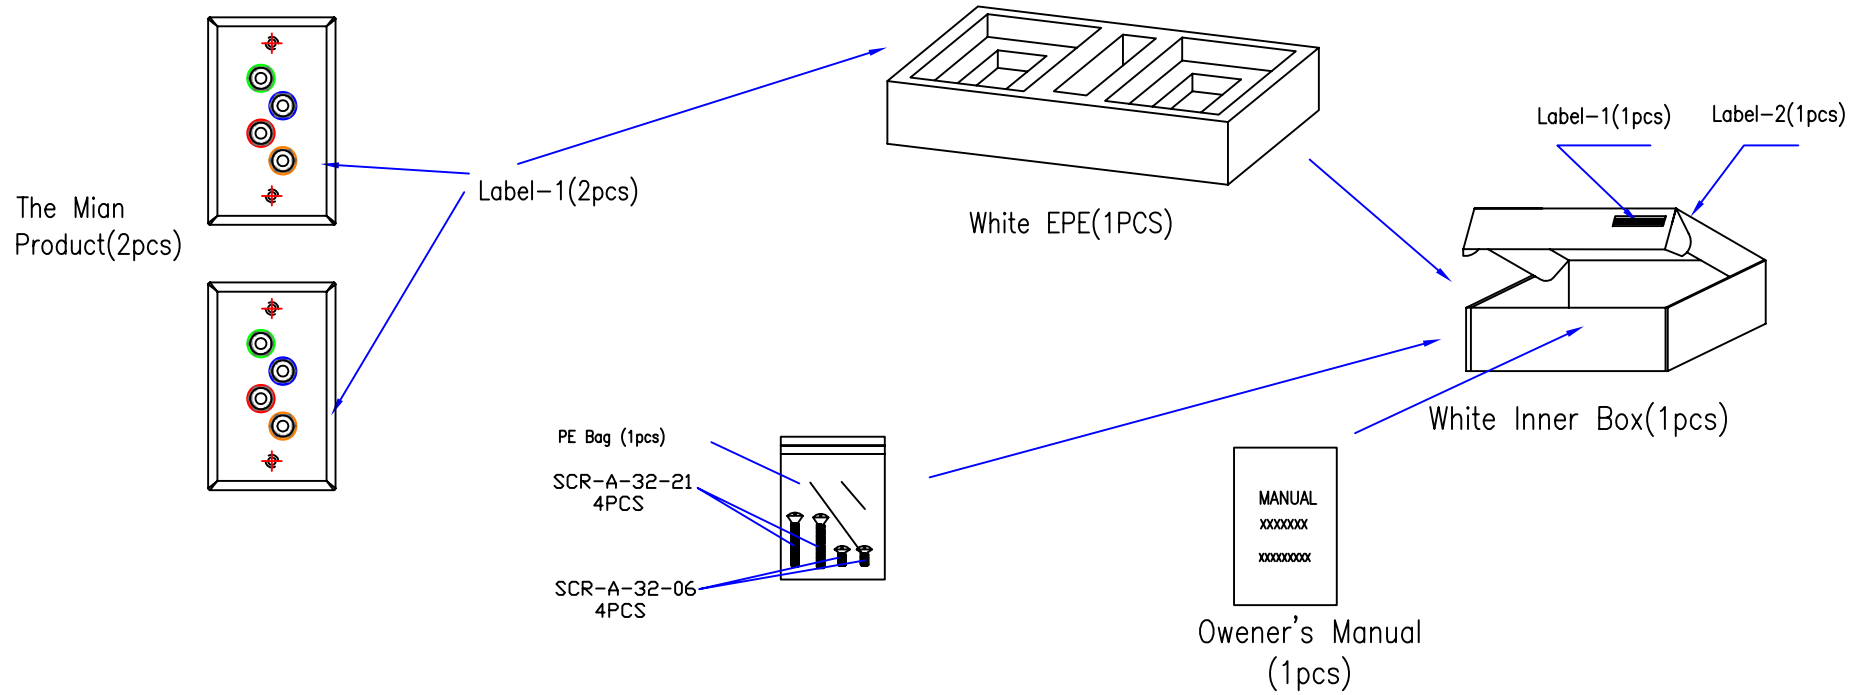 The Mian
Product(2pcs)
Label-1(2pcs)
White EPE(1PCS)
Label-1(1pcs)
Label-2(1pcs)
White Inner Box(1pcs)
PE Bag (1pcs)
SCR-A-32-21
4PCS
SCR-A-32-06
4PCS
MANUAL
XXXXXXX
XXXXXXXXX
Owener's Manual
(1pcs)